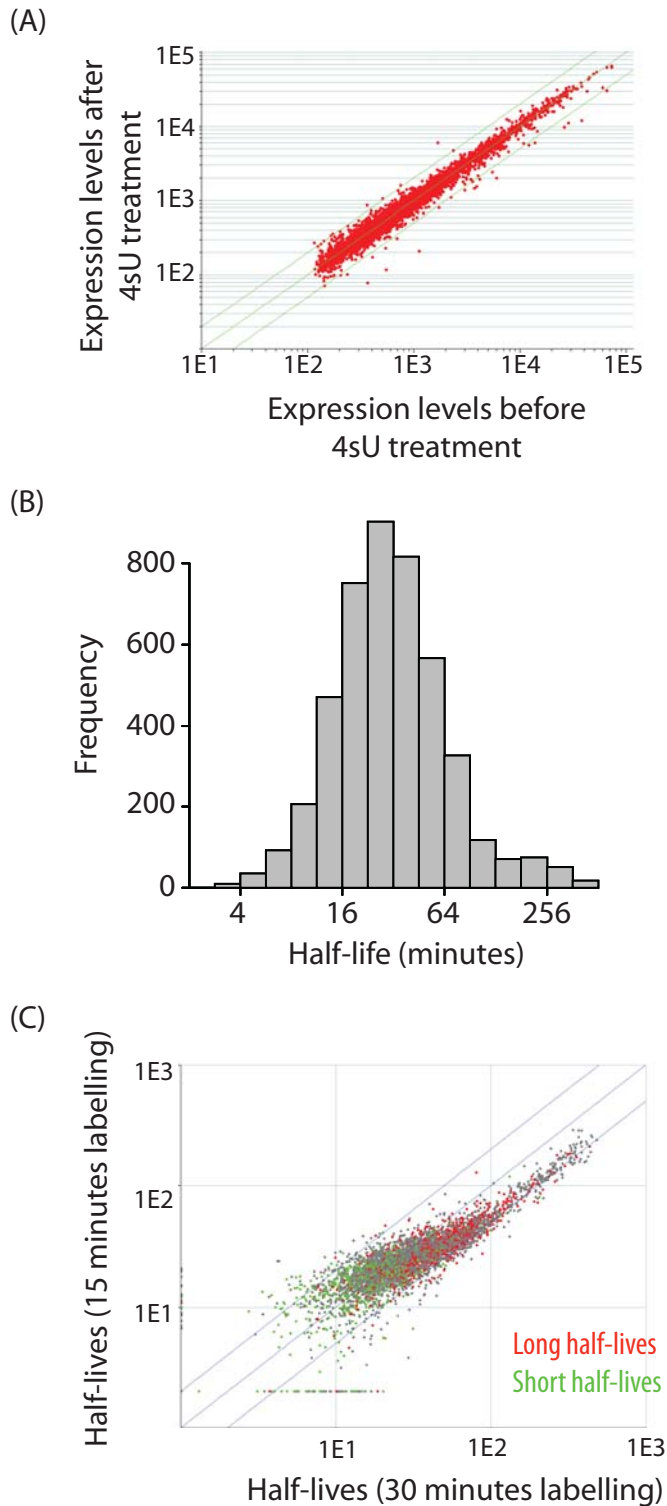 (A)
Expression levels after
4sU treatment
1E5
1E4
1E3
1E2
1E1 1E2 1E3 1E4 1E5
Expression levels before
4sU treatment
(B)
Frequency
800
600
400
200
0
4 16 64 256
Half-life (minutes)
(C)
Half-lives (15 minutes labelling)
1E3
1E2
1E1
Long half-lives
Short half-lives
1E1 1E2 1E3
Half-lives (30 minutes labelling)